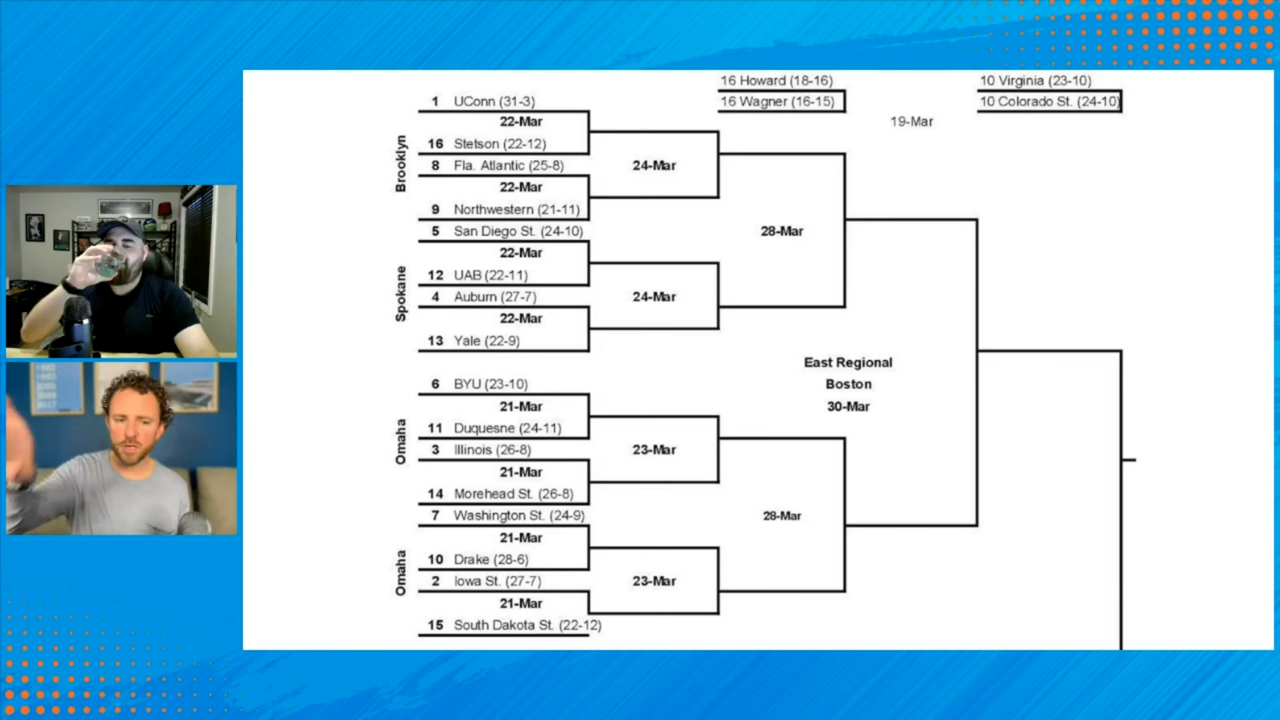 16 Howard (18-16)
16 Wagner (16-15)
19-Mar
10 Virginia (23-10)
10 Colorado St. (24-10)
Brooklyn
1 UConn (31-3)
22-Mar
16 Stetson (22-12)
8 Fla. Atlantic (25-8)
22-Mar
9 Northwestern (21-11)
24-Mar
Spokane
5 San Diego St. (24-10)
22-Mar
12 UAB (22-11)
4 Auburn (27-7)
22-Mar
13 Yale (22-9)
24-Mar
28-Mar
East Regional
Boston
30-Mar
Omaha
6 BYU (23-10)
21-Mar
11 Duquesne (24-11)
3 Illinois (26-8)
21-Mar
14 Morehead St. (26-8)
23-Mar
Omaha
7 Washington St. (24-9)
21-Mar
10 Drake (28-6)
2 Iowa St. (27-7)
21-Mar
15 South Dakota St. (22-12)
23-Mar
28-Mar